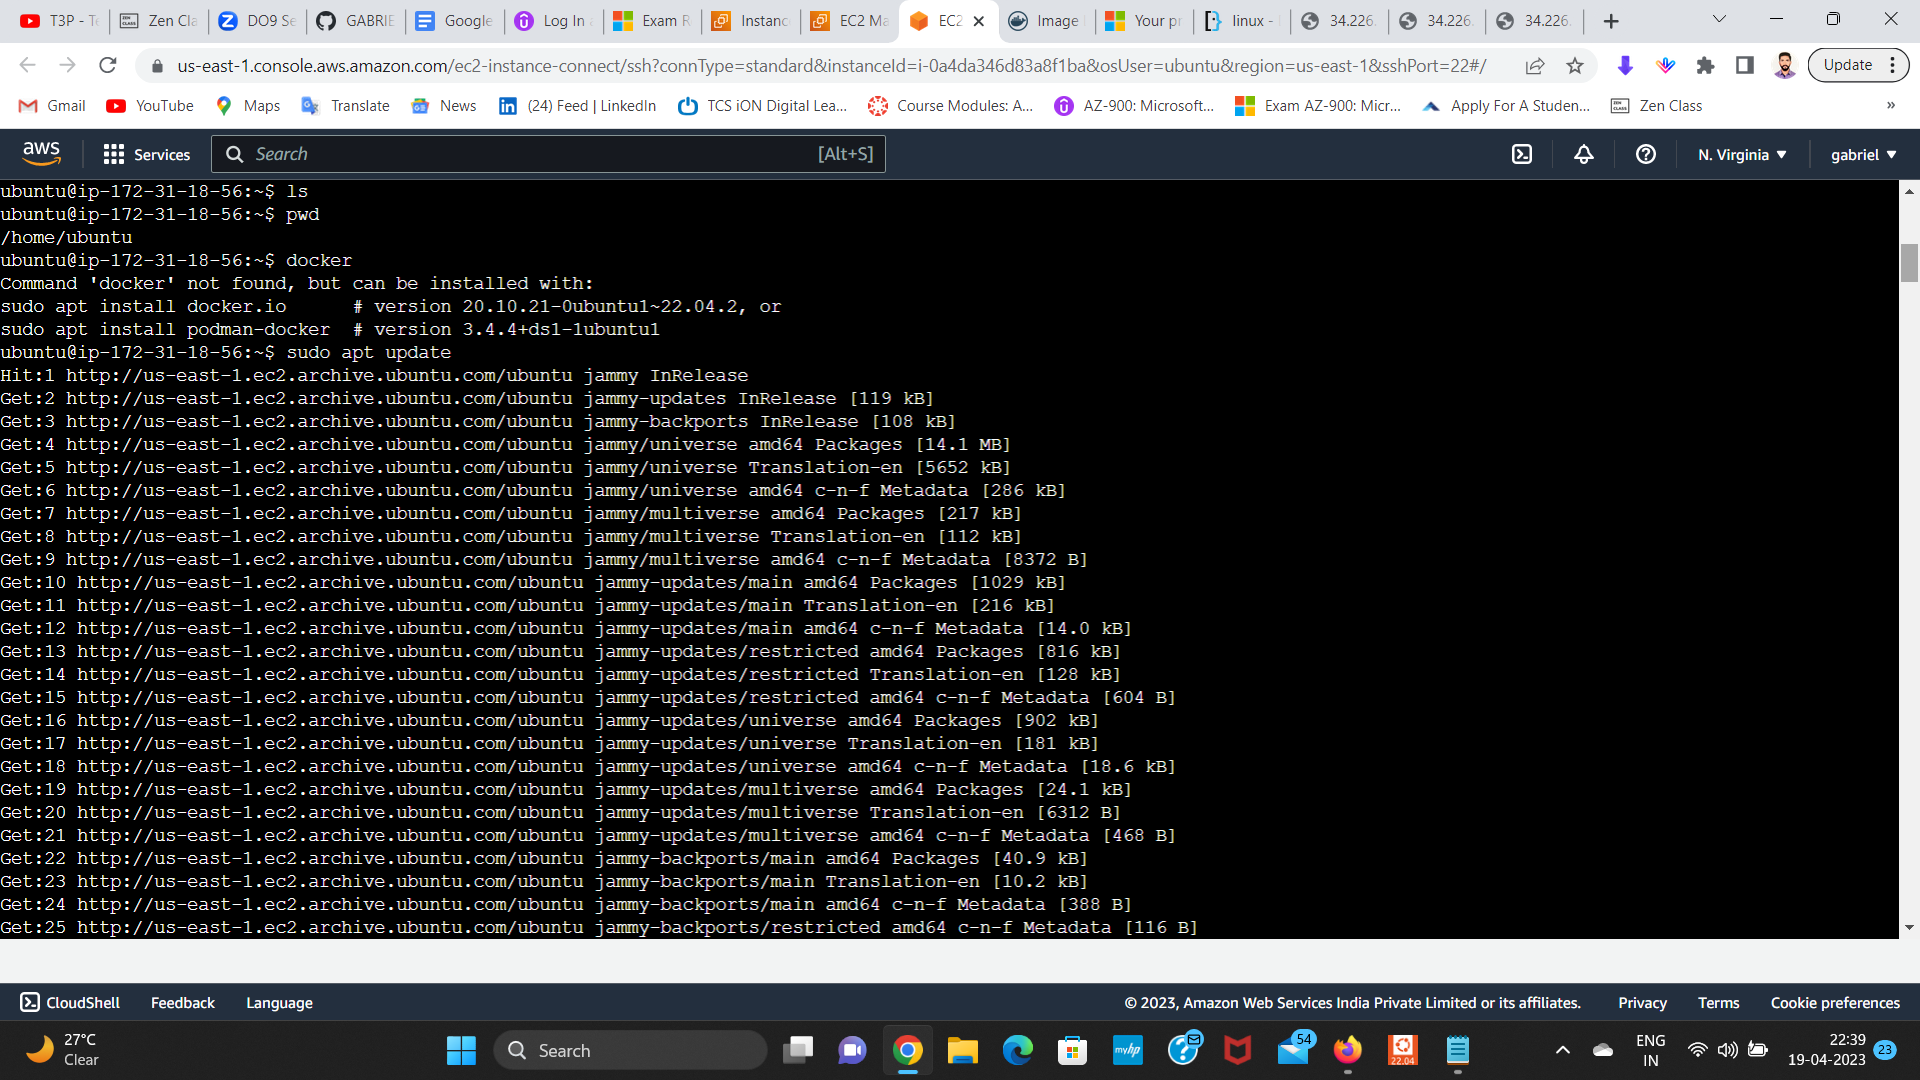 T3P - Te
Zen Cla
DO9 Se
GABRIE
Google
Log In
Exam R
Instanc
EC2 Ma
EC2
Image
Your pr
linux -
34.226.
34.226.
34.226.
us-east-1.console.aws.amazon.com/ec2-instance-connect/ssh?connType=standard&instanceId=i-0a4da346d83a8f1ba&osUser=ubuntu&region=us-east-1&sshPort=22#/
Update
Gmail
YouTube
Maps
Translate
News
(24) Feed | LinkedIn
TCS iON Digital Lea...
Course Modules: A...
AZ-900: Microsoft...
Exam AZ-900: Micr...
Apply For A Studen...
Zen Class
»
aws
Services
Search
[Alt+S]
N. Virginia
gabriel
ubuntu@ip-172-31-18-56:~$ ls
ubuntu@ip-172-31-18-56:~$ pwd
/home/ubuntu
ubuntu@ip-172-31-18-56:~$ docker
Command 'docker' not found, but can be installed with:
sudo apt install docker.io      # version 20.10.21-0ubuntu1~22.04.2, or
sudo apt install podman-docker  # version 3.4.4+ds1-1ubuntu1
ubuntu@ip-172-31-18-56:~$ sudo apt update
Hit:1 http://us-east-1.ec2.archive.ubuntu.com/ubuntu jammy InRelease
Get:2 http://us-east-1.ec2.archive.ubuntu.com/ubuntu jammy-updates InRelease [119 kB]
Get:3 http://us-east-1.ec2.archive.ubuntu.com/ubuntu jammy-backports InRelease [108 kB]
Get:4 http://us-east-1.ec2.archive.ubuntu.com/ubuntu jammy/universe amd64 Packages [14.1 MB]
Get:5 http://us-east-1.ec2.archive.ubuntu.com/ubuntu jammy/universe Translation-en [5652 kB]
Get:6 http://us-east-1.ec2.archive.ubuntu.com/ubuntu jammy/universe amd64 c-n-f Metadata [286 kB]
Get:7 http://us-east-1.ec2.archive.ubuntu.com/ubuntu jammy/multiverse amd64 Packages [217 kB]
Get:8 http://us-east-1.ec2.archive.ubuntu.com/ubuntu jammy/multiverse Translation-en [112 kB]
Get:9 http://us-east-1.ec2.archive.ubuntu.com/ubuntu jammy/multiverse amd64 c-n-f Metadata [8372 B]
Get:10 http://us-east-1.ec2.archive.ubuntu.com/ubuntu jammy-updates/main amd64 Packages [1029 kB]
Get:11 http://us-east-1.ec2.archive.ubuntu.com/ubuntu jammy-updates/main Translation-en [216 kB]
Get:12 http://us-east-1.ec2.archive.ubuntu.com/ubuntu jammy-updates/main amd64 c-n-f Metadata [14.0 kB]
Get:13 http://us-east-1.ec2.archive.ubuntu.com/ubuntu jammy-updates/restricted amd64 Packages [816 kB]
Get:14 http://us-east-1.ec2.archive.ubuntu.com/ubuntu jammy-updates/restricted Translation-en [128 kB]
Get:15 http://us-east-1.ec2.archive.ubuntu.com/ubuntu jammy-updates/restricted amd64 c-n-f Metadata [604 B]
Get:16 http://us-east-1.ec2.archive.ubuntu.com/ubuntu jammy-updates/universe amd64 Packages [902 kB]
Get:17 http://us-east-1.ec2.archive.ubuntu.com/ubuntu jammy-updates/universe Translation-en [181 kB]
Get:18 http://us-east-1.ec2.archive.ubuntu.com/ubuntu jammy-updates/universe amd64 c-n-f Metadata [18.6 kB]
Get:19 http://us-east-1.ec2.archive.ubuntu.com/ubuntu jammy-updates/multiverse amd64 Packages [24.1 kB]
Get:20 http://us-east-1.ec2.archive.ubuntu.com/ubuntu jammy-updates/multiverse Translation-en [6312 B]
Get:21 http://us-east-1.ec2.archive.ubuntu.com/ubuntu jammy-updates/multiverse amd64 c-n-f Metadata [468 B]
Get:22 http://us-east-1.ec2.archive.ubuntu.com/ubuntu jammy-backports/main amd64 Packages [40.9 kB]
Get:23 http://us-east-1.ec2.archive.ubuntu.com/ubuntu jammy-backports/main Translation-en [10.2 kB]
Get:24 http://us-east-1.ec2.archive.ubuntu.com/ubuntu jammy-backports/main amd64 c-n-f Metadata [388 B]
Get:25 http://us-east-1.ec2.archive.ubuntu.com/ubuntu jammy-backports/restricted amd64 c-n-f Metadata [116 B]
CloudShell
Feedback
Language
© 2023, Amazon Web Services India Private Limited or its affiliates.
Privacy
Terms
Cookie preferences
27°C
Clear
Search
myhp
54
22.04
ENG
IN
22:39
19-04-2023
23